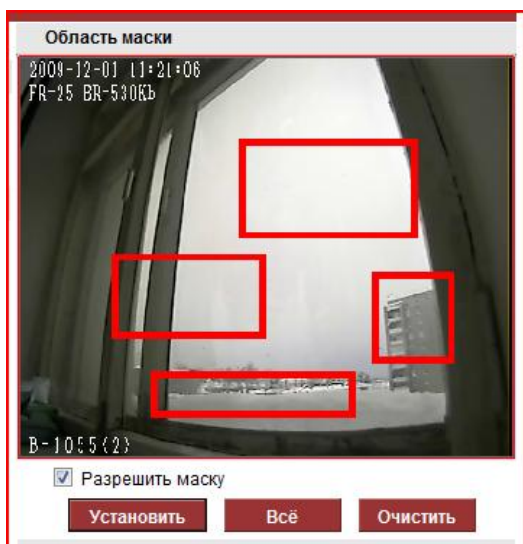 Область маски
2009-12-01 11:21:06
FR-25 BR-530Kb
B-1055(2)
Разрешить маску
Установить Всё Очистить